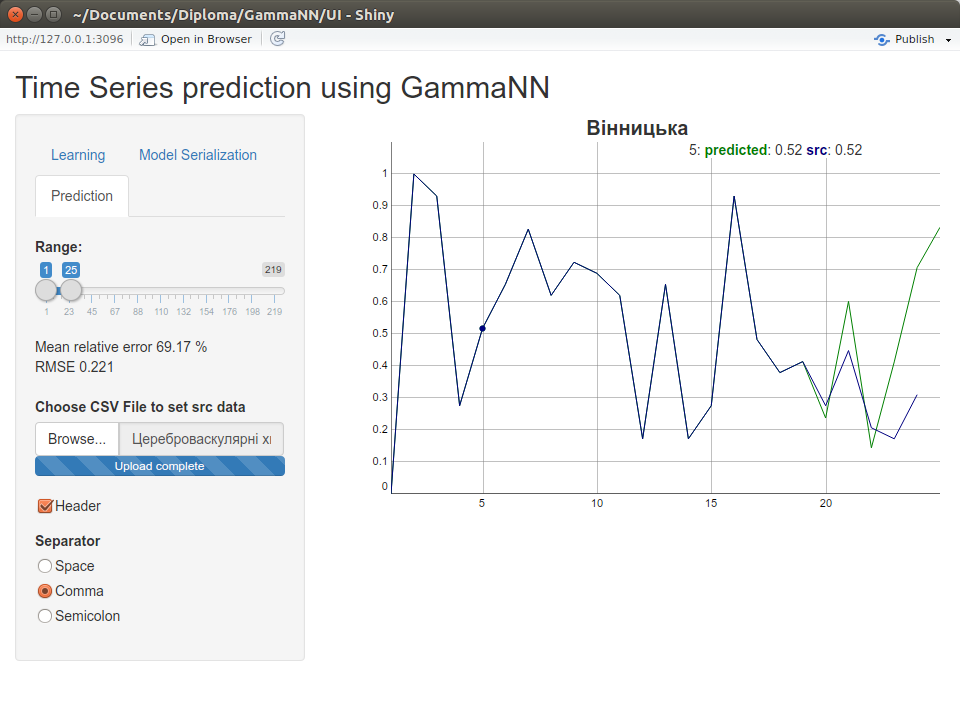 ~/Documents/Diploma/GammaNN/UI - Shiny
http://127.0.0.1:3096 Open in Browser Publish
Time Series prediction using GammaNN
Learning Model Serialization
Prediction
Range:
1 25 219
1 23 45 67 88 110 132 154 176 198 219
Mean relative error 69.17 %
RMSE 0.221
Choose CSV File to set src data
Browse... Цереброваскулярні
Upload complete
Header
Separator
Space
Comma
Semicolon
Вінницька
5: predicted: 0.52 src: 0.52
1
0.9
0.8
0.7
0.6
0.5
0.4
0.3
0.2
0.1
0
5 10 15 20